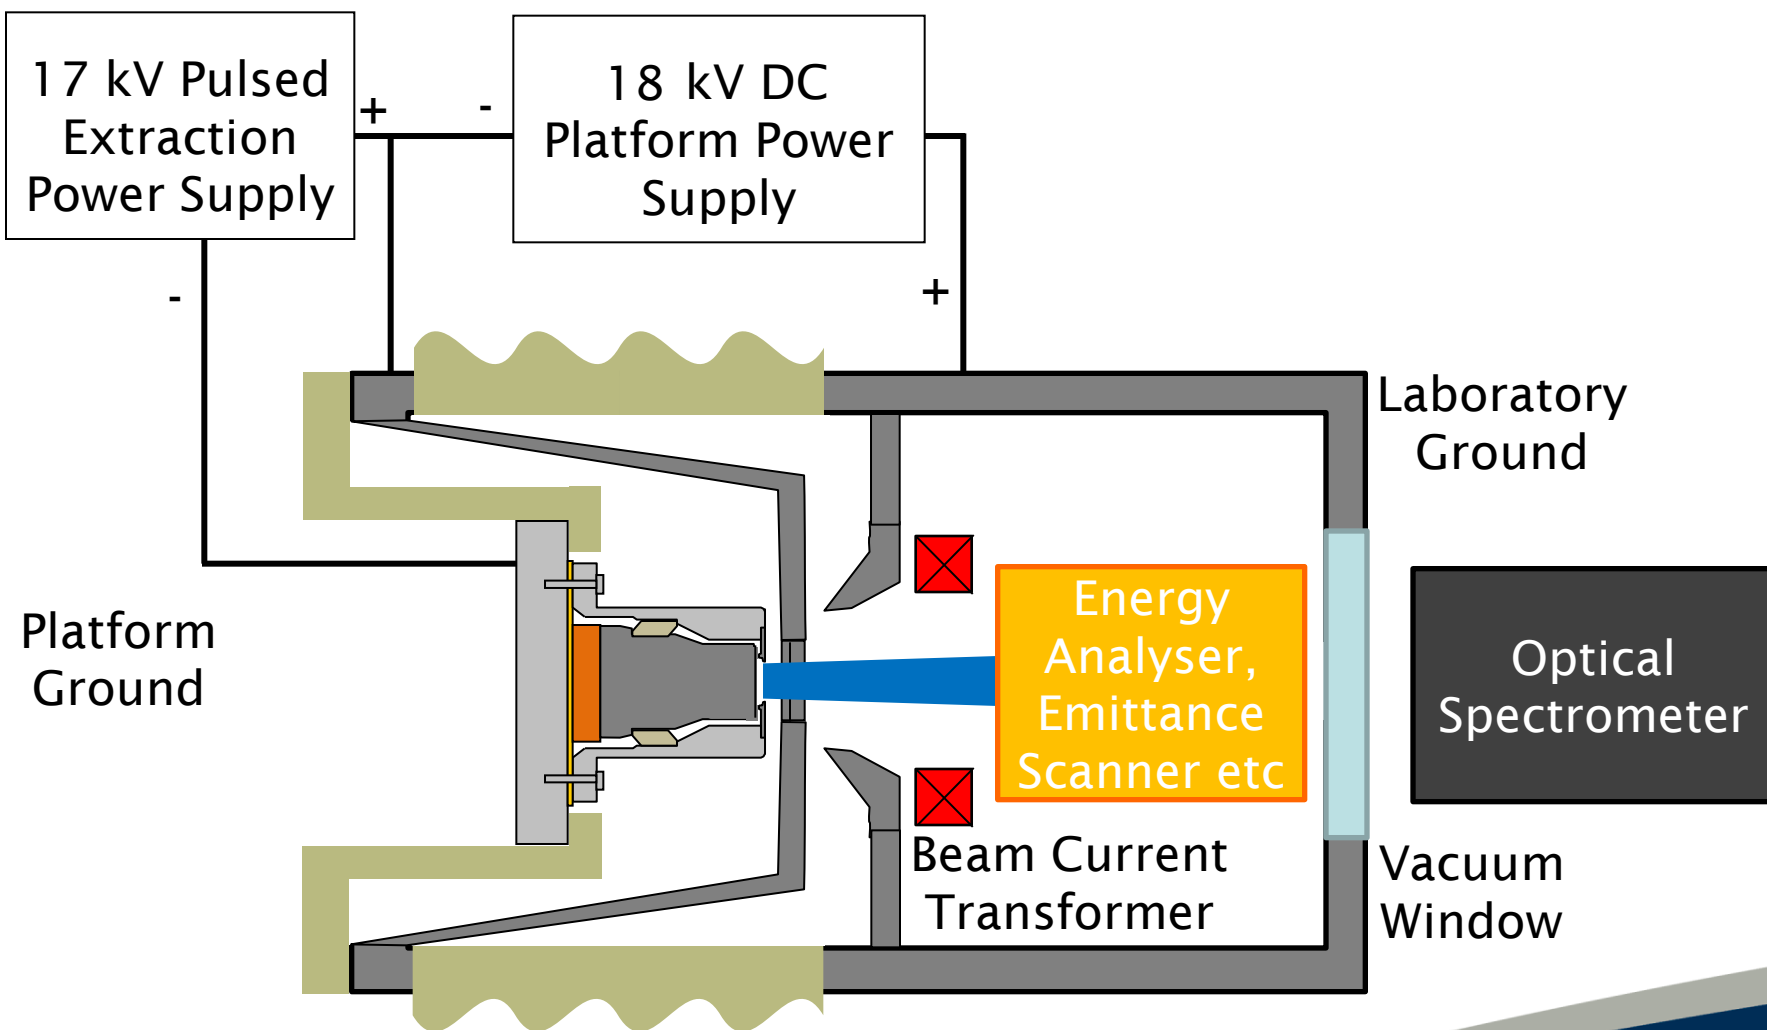 17 kV Pulsed
Extraction
Power Supply
+
-
18 kV DC
Platform Power
Supply
-
+
Laboratory
Ground
Platform
Ground
Energy
Analyser,
Emittance
Scanner etc
Optical
Spectrometer
Beam Current
Transformer
Vacuum
Window